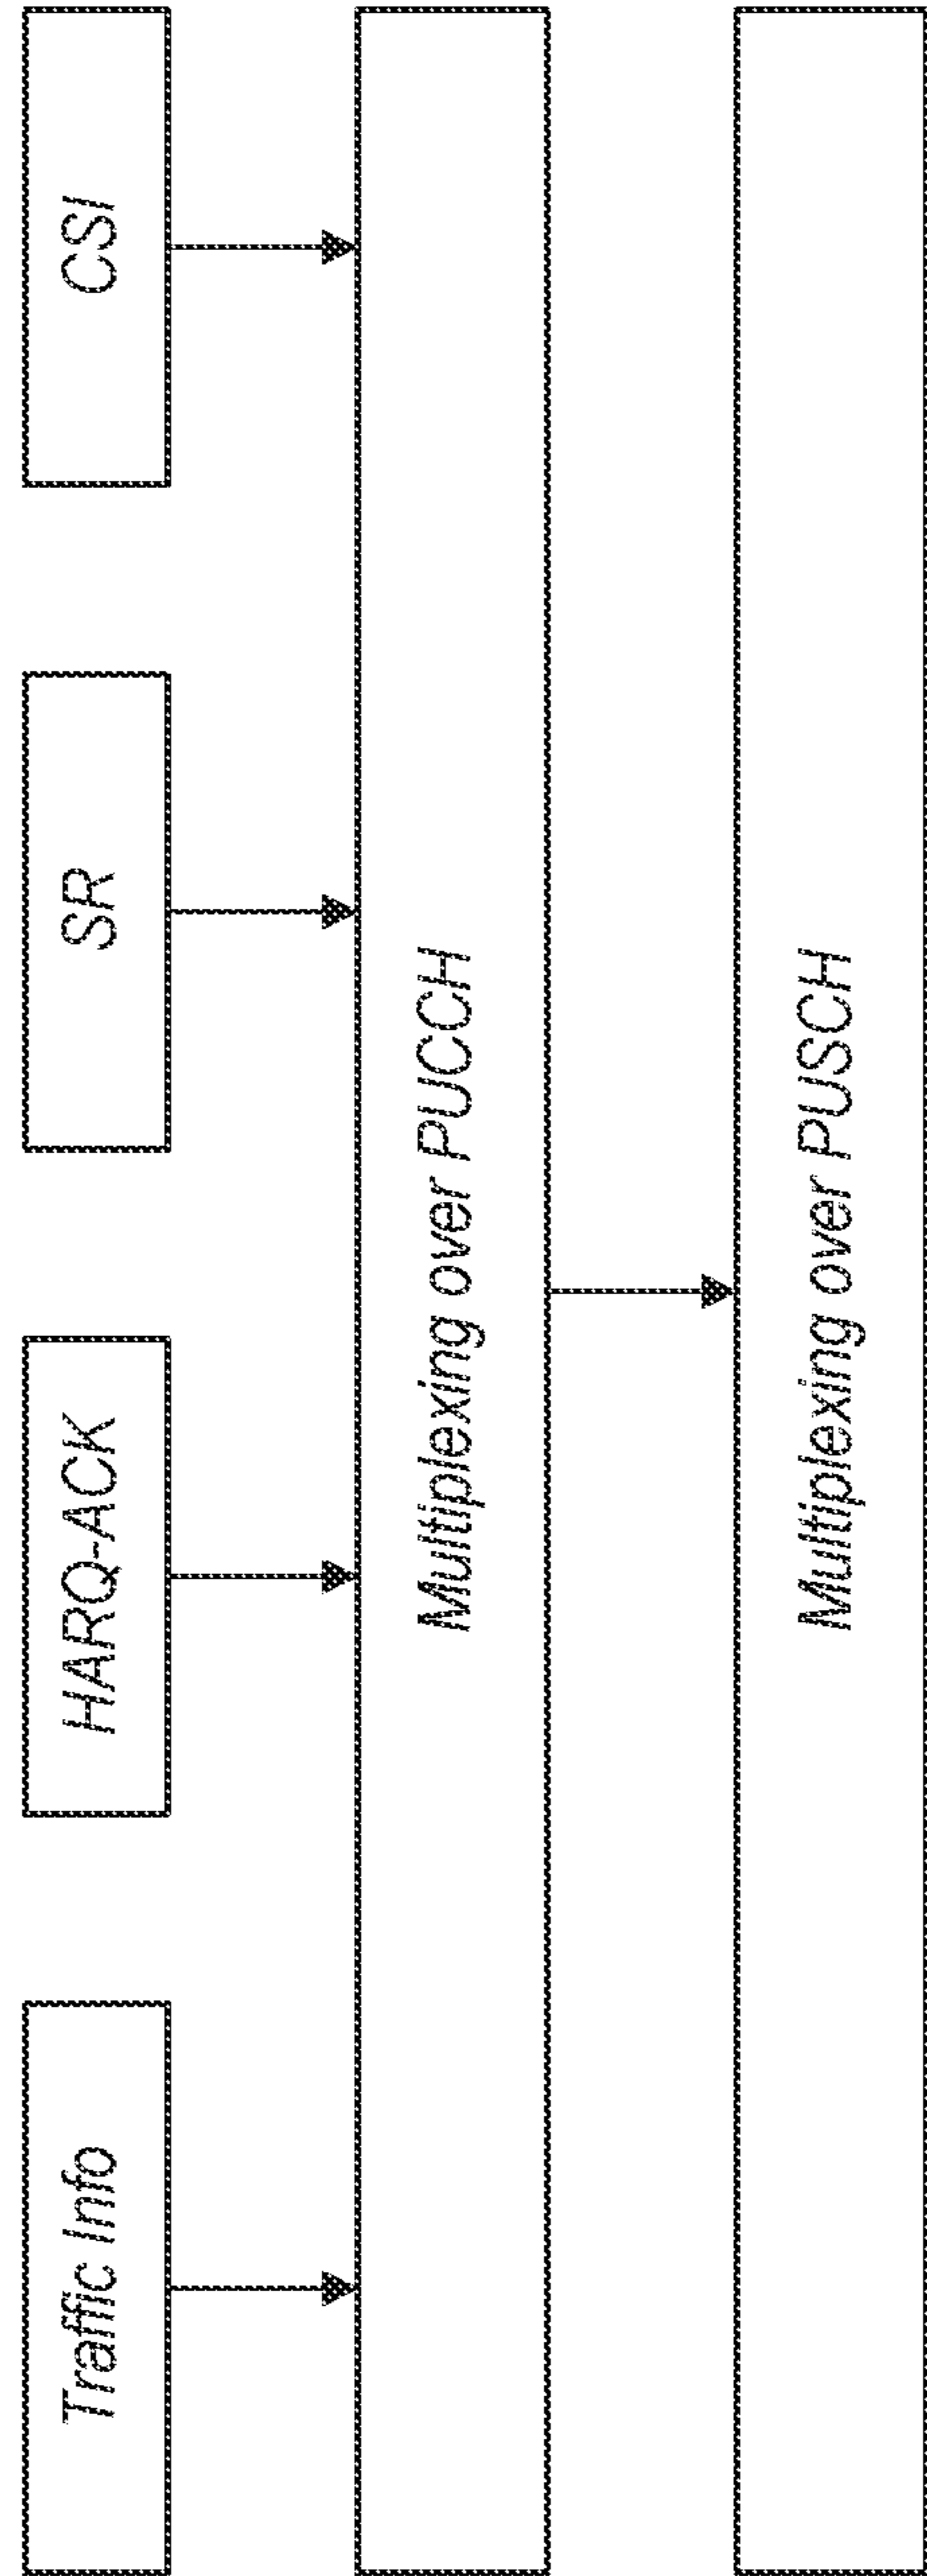 Traffic Info
HARQ-ACK
SR
CSI
Multiplexing over PUCCH
Multiplexing over PUSCH